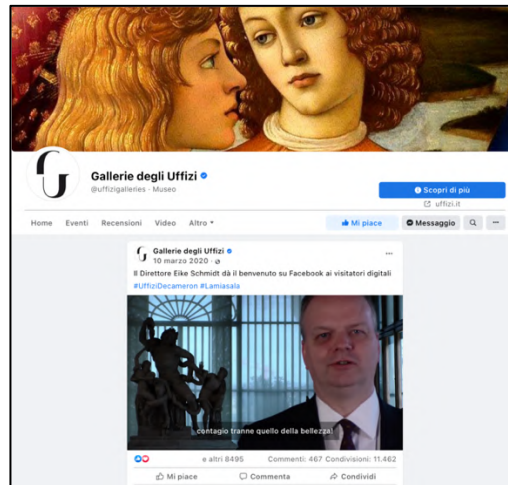 Gallerie degli Uffizi
@uffizigalleries · Museo
Scopri di più
uffizi.it
Home Eventi Recensioni Video Altro
Mi piace Messaggio
Gallerie degli Uffizi
10 marzo 2020 ·
Il Direttore Eike Schmidt dà il benvenuto su Facebook ai visitatori digitali
#UffiziDecameron #Lamiasala
contagio tranne quello della bellezza!
e altri 8495 Commenti: 467 Condivisioni: 11.462
Mi piace Commenta Condividi